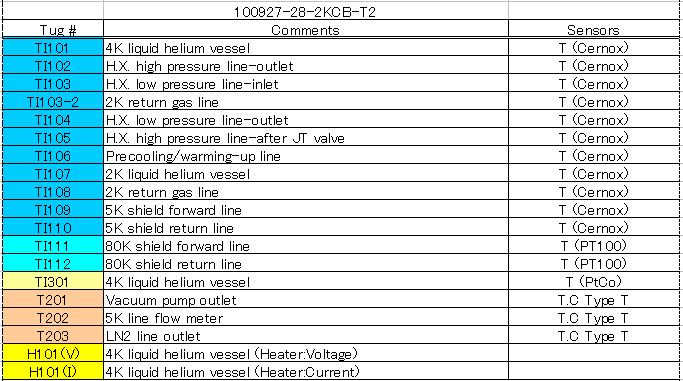 100927-28-2KCB-T2
Tug # Comments Sensors
TI101 4K liquid helium vessel T (Cernox)
TI102 H.X. high pressure line-outlet T (Cernox)
TI103 H.X. low pressure line-inlet T (Cernox)
TI103-2 2K return gas line T (Cernox)
TI104 H.X. low pressure line-outlet T (Cernox)
TI105 H.X. high pressure line-after JT valve T (Cernox)
TI106 Precooling/warming-up line T (Cernox)
TI107 2K liquid helium vessel T (Cernox)
TI108 2K return gas line T (Cernox)
TI109 5K shield forward line T (Cernox)
TI110 5K shield return line T (Cernox)
TI111 80K shield forward line T (PT100)
TI112 80K shield return line T (PT100)
TI301 4K liquid helium vessel T (PtCo)
T201 Vacuum pump outlet T.C Type T
T202 5K line flow meter T.C Type T
T203 LN2 line outlet T.C Type T
H101(V) 4K liquid helium vessel (Heater:Voltage)
H101(I) 4K liquid helium vessel (Heater:Current)